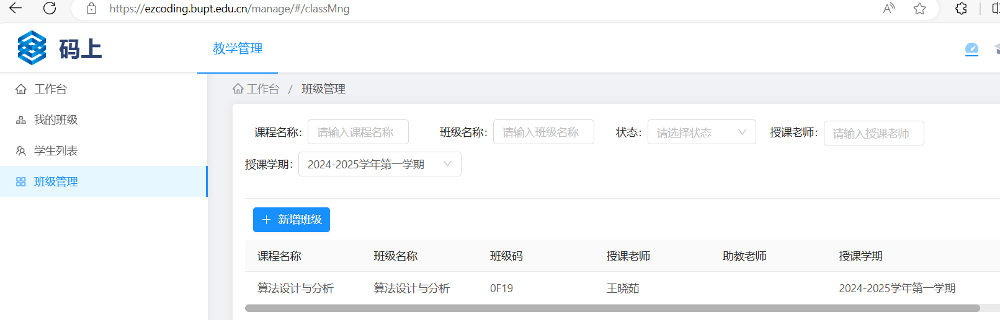 https://ezcoding.bupt.edu.cn/manage/#/classMng
码上
教学管理
工作台
我的班级
学生列表
班级管理
工作台 / 班级管理
课程名称: 请输入课程名称 班级名称: 请输入班级名称 状态: 请选择状态 授课老师: 请输入授课老师
授课学期: 2024-2025学年第一学期
+ 新增班级
课程名称 班级名称 班级码 授课老师 助教老师 授课学期
算法设计与分析 算法设计与分析 0F19 王晓茹 2024-2025学年第一学期